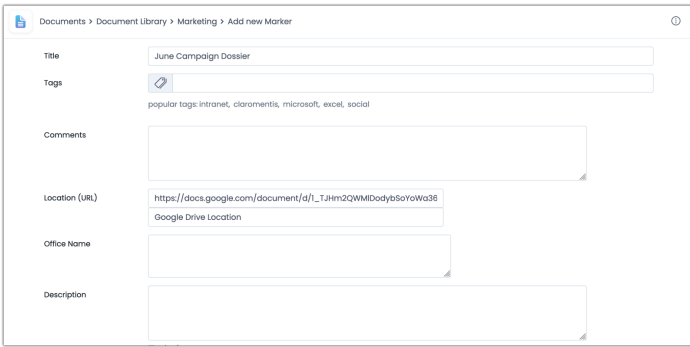 Documents > Document Library > Marketing > Add new Marker
Title
June Campaign Dossier
Tags
popular tags: intranet, claromentis, microsoft, excel, social
Comments
Location (URL)
https://docs.google.com/document/d/1_TJHm2QWMlDodybSoYoWa36
Google Drive Location
Office Name
Description